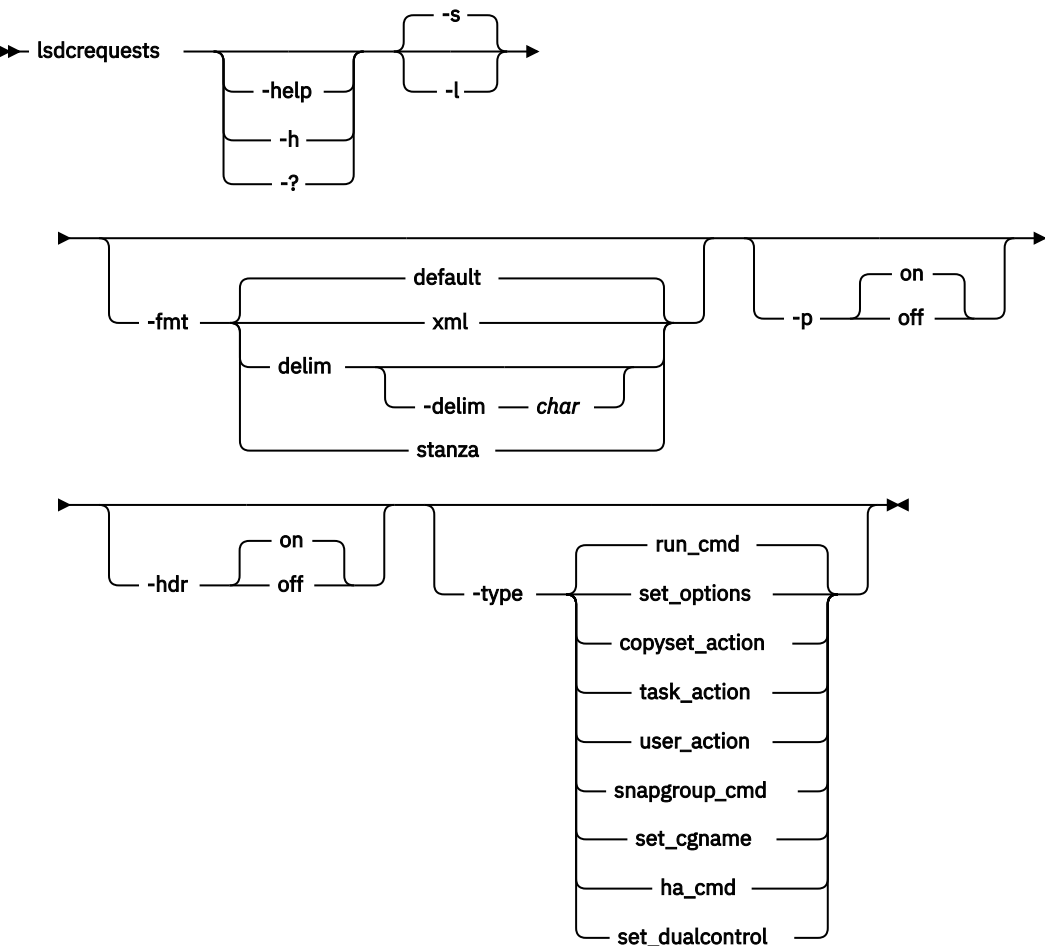 -s
lsdcrequests
-help
-l
-h
-?
default
on
-fmt
xml
-p
off
delim
-delim char
stanza
on
run_cmd
-hdr
off
-type
set_options
copyset_action
task_action
user_action
snapgroup_cmd
set_cgname
ha_cmd
set_dualcontrol